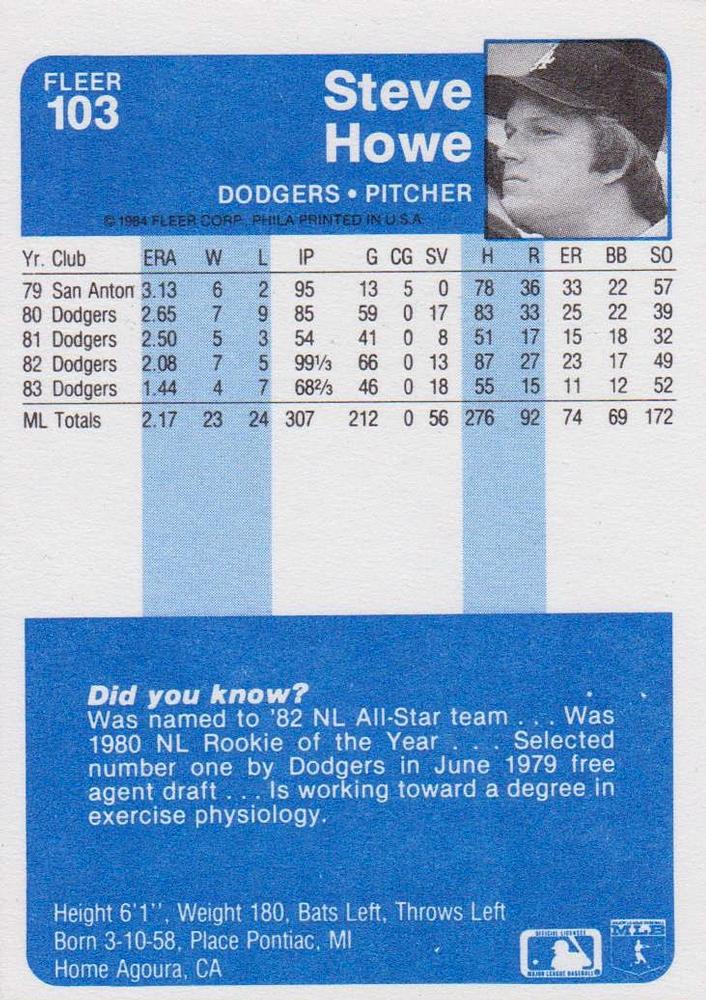 FLEER
103
Steve
Howe
DODGERS • PITCHER
© 1984 FLEER CORP. PHILA PRINTED IN U.S.A.
Yr. Club ERA W L IP G CG SV H R ER BB SO
79 San Anton 3.13 6 2 95 13 5 0 78 36 33 22 57
80 Dodgers 2.65 7 9 85 59 0 17 83 33 25 22 39
81 Dodgers 2.50 5 3 54 41 0 8 51 17 15 18 32
82 Dodgers 2.08 7 5 99⅓ 66 0 13 87 27 23 17 49
83 Dodgers 1.44 4 7 68⅔ 46 0 18 55 15 11 12 52
ML Totals 2.17 23 24 307 212 0 56 276 92 74 69 172
Did you know?
Was named to '82 NL All-Star team . . . Was
1980 NL Rookie of the Year . . . Selected
number one by Dodgers in June 1979 free
agent draft . . . Is working toward a degree in
exercise physiology.
Height 6'1'', Weight 180, Bats Left, Throws Left
Born 3-10-58, Place Pontiac, MI
Home Agoura, CA
OFFICIAL LICENSEE
MAJOR LEAGUE BASEBALL
MLB